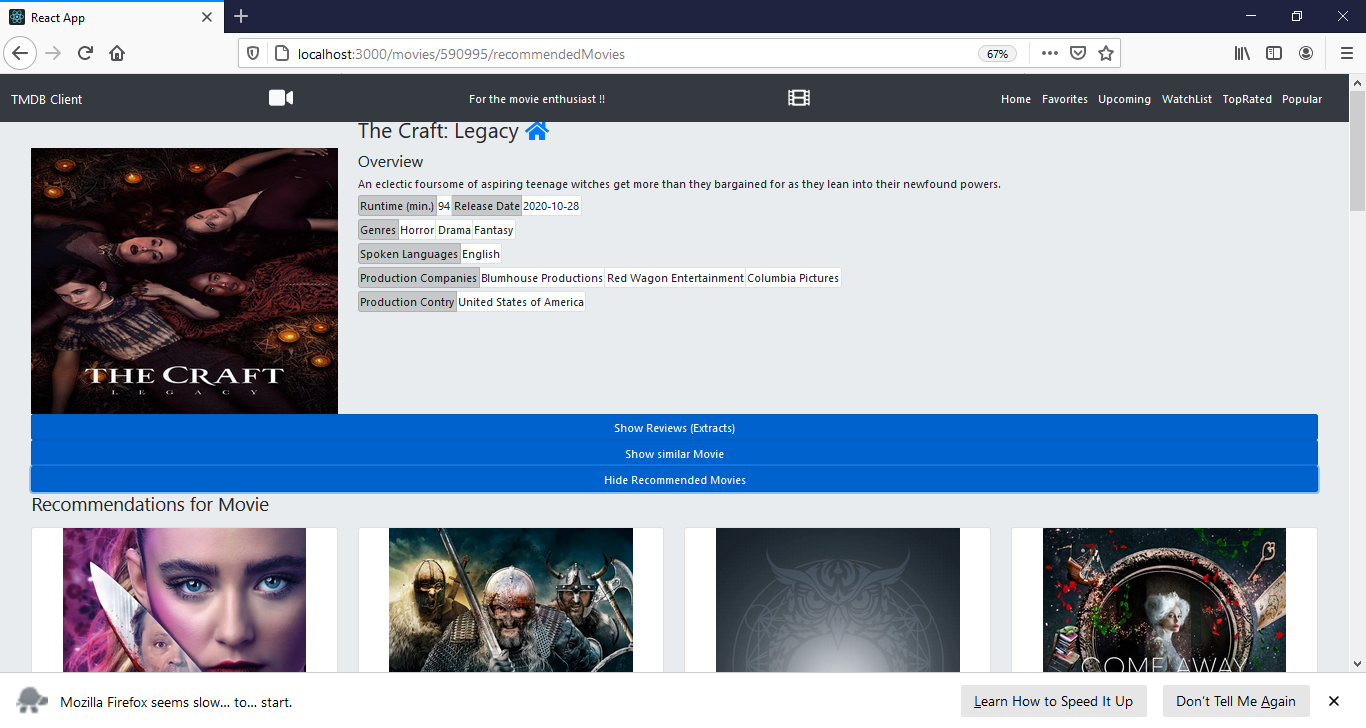 React App
localhost:3000/movies/590995/recommendedMovies
67%
TMDB Client
For the movie enthusiast !!
Home Favorites Upcoming WatchList TopRated Popular
The Craft: Legacy
Overview
An eclectic foursome of aspiring teenage witches get more than they bargained for as they lean into their newfound powers.
Runtime (min.) 94 Release Date 2020-10-28
Genres Horror Drama Fantasy
Spoken Languages English
Production Companies Blumhouse Productions Red Wagon Entertainment Columbia Pictures
Production Contry United States of America
THE CRAFT
LEGACY
Show Reviews (Extracts)
Show similar Movie
Hide Recommended Movies
Recommendations for Movie
COME AWAY
Mozilla Firefox seems slow... to... start.
Learn How to Speed It Up
Don't Tell Me Again